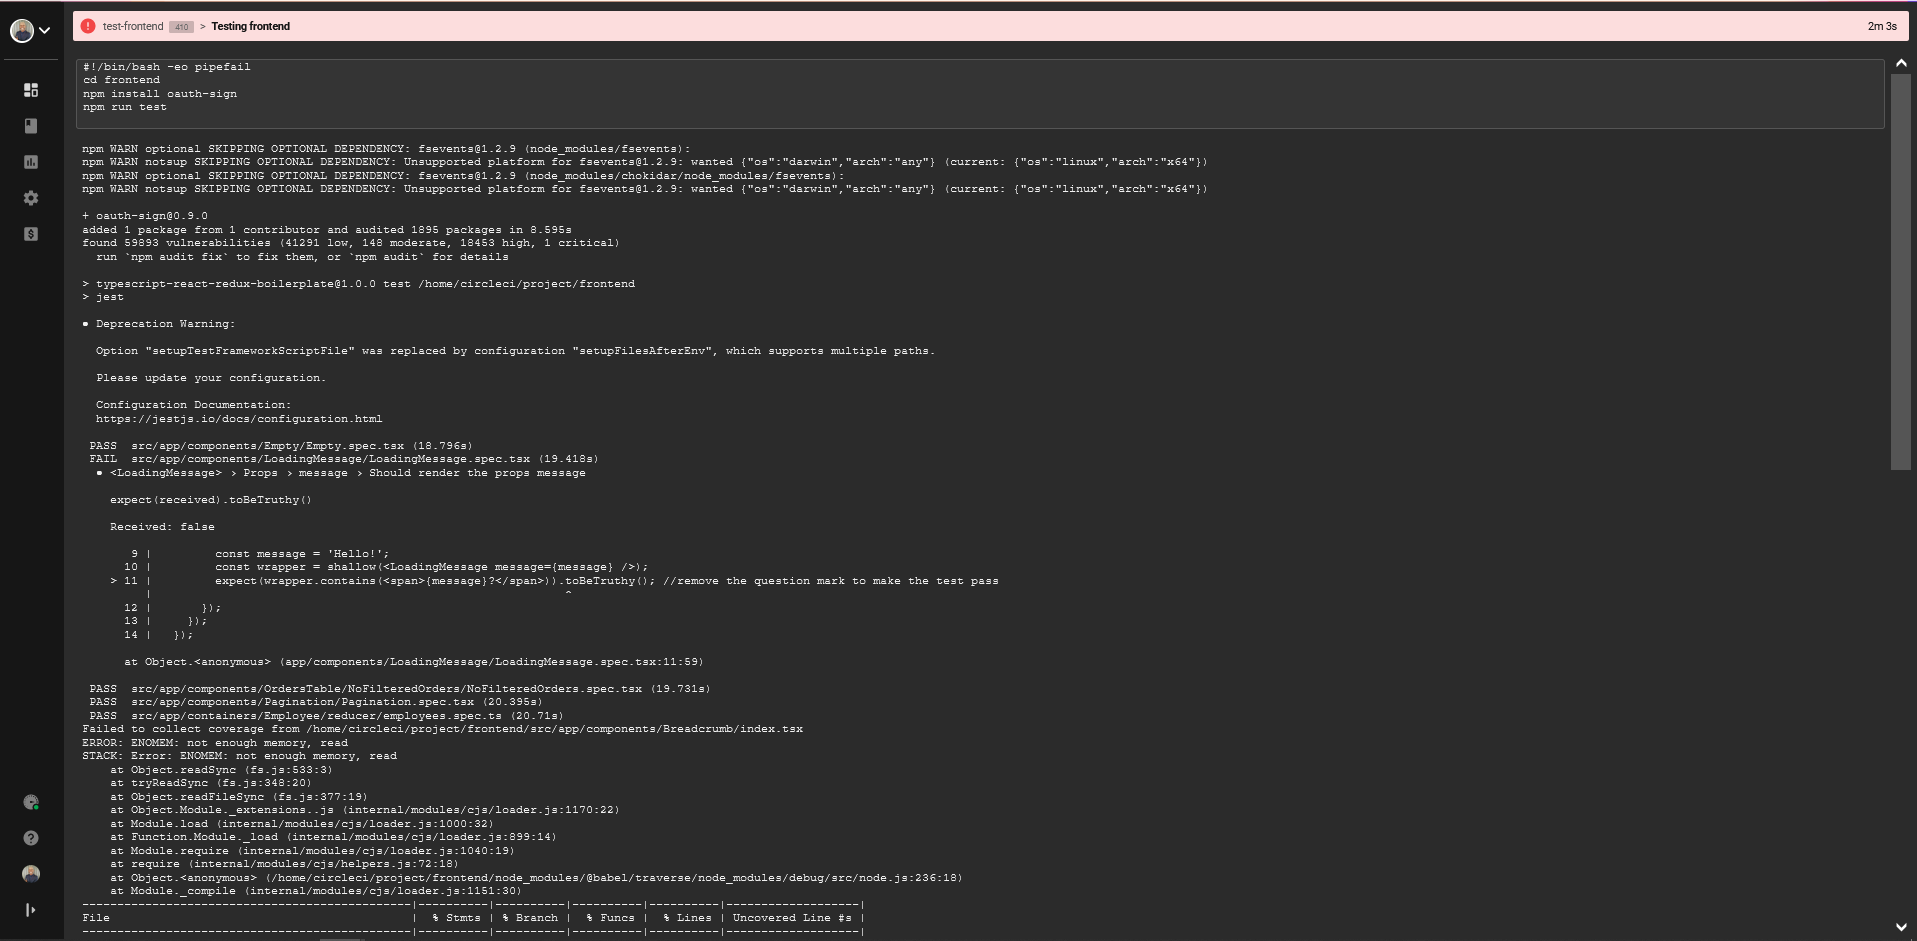 test-frontend 410 > Testing frontend 2m 3s
#!/bin/bash -eo pipefail
cd frontend
npm install oauth-sign
npm run test
npm WARN optional SKIPPING OPTIONAL DEPENDENCY: fsevents@1.2.9 (node_modules/fsevents):
npm WARN notsup SKIPPING OPTIONAL DEPENDENCY: Unsupported platform for fsevents@1.2.9: wanted {"os":"darwin","arch":"any"} (current: {"os":"linux","arch":"x64"})
npm WARN optional SKIPPING OPTIONAL DEPENDENCY: fsevents@1.2.9 (node_modules/chokidar/node_modules/fsevents):
npm WARN notsup SKIPPING OPTIONAL DEPENDENCY: Unsupported platform for fsevents@1.2.9: wanted {"os":"darwin","arch":"any"} (current: {"os":"linux","arch":"x64"})
+ oauth-sign@0.9.0
added 1 package from 1 contributor and audited 1895 packages in 8.595s
found 59893 vulnerabilities (41291 low, 148 moderate, 18453 high, 1 critical)
  run `npm audit fix` to fix them, or `npm audit` for details
> typescript-react-redux-boilerplate@1.0.0 test /home/circleci/project/frontend
> jest
● Deprecation Warning:
  Option "setupTestFrameworkScriptFile" was replaced by configuration "setupFilesAfterEnv", which supports multiple paths.
  Please update your configuration.
  Configuration Documentation:
  https://jestjs.io/docs/configuration.html
 PASS  src/app/components/Empty/Empty.spec.tsx (18.796s)
 FAIL  src/app/components/LoadingMessage/LoadingMessage.spec.tsx (19.418s)
  ● <LoadingMessage> › Props › message › Should render the props message
    expect(received).toBeTruthy()
    Received: false
       9 |         const message = 'Hello!';
      10 |         const wrapper = shallow(<LoadingMessage message={message} />);
    > 11 |         expect(wrapper.contains(<span>{message}?</span>)).toBeTruthy(); //remove the question mark to make the test pass
         |                                                           ^
      12 |       });
      13 |     });
      14 |   });
      at Object.<anonymous> (app/components/LoadingMessage/LoadingMessage.spec.tsx:11:59)
 PASS  src/app/components/OrdersTable/NoFilteredOrders/NoFilteredOrders.spec.tsx (19.731s)
 PASS  src/app/components/Pagination/Pagination.spec.tsx (20.395s)
 PASS  src/app/containers/Employee/reducer/employees.spec.ts (20.71s)
Failed to collect coverage from /home/circleci/project/frontend/src/app/components/Breadcrumb/index.tsx
ERROR: ENOMEM: not enough memory, read
STACK: Error: ENOMEM: not enough memory, read
    at Object.readSync (fs.js:533:3)
    at tryReadSync (fs.js:348:20)
    at Object.readFileSync (fs.js:377:19)
    at Object.Module._extensions..js (internal/modules/cjs/loader.js:1170:22)
    at Module.load (internal/modules/cjs/loader.js:1000:32)
    at Function.Module._load (internal/modules/cjs/loader.js:899:14)
    at Module.require (internal/modules/cjs/loader.js:1040:19)
    at require (internal/modules/cjs/helpers.js:72:18)
    at Object.<anonymous> (/home/circleci/project/frontend/node_modules/@babel/traverse/node_modules/debug/src/node.js:236:18)
    at Module._compile (internal/modules/cjs/loader.js:1151:30)
-----------------------------------------------|----------|----------|----------|----------|-------------------|
File                                           |  % Stmts | % Branch |  % Funcs |  % Lines | Uncovered Line #s |
-----------------------------------------------|----------|----------|----------|----------|-------------------|